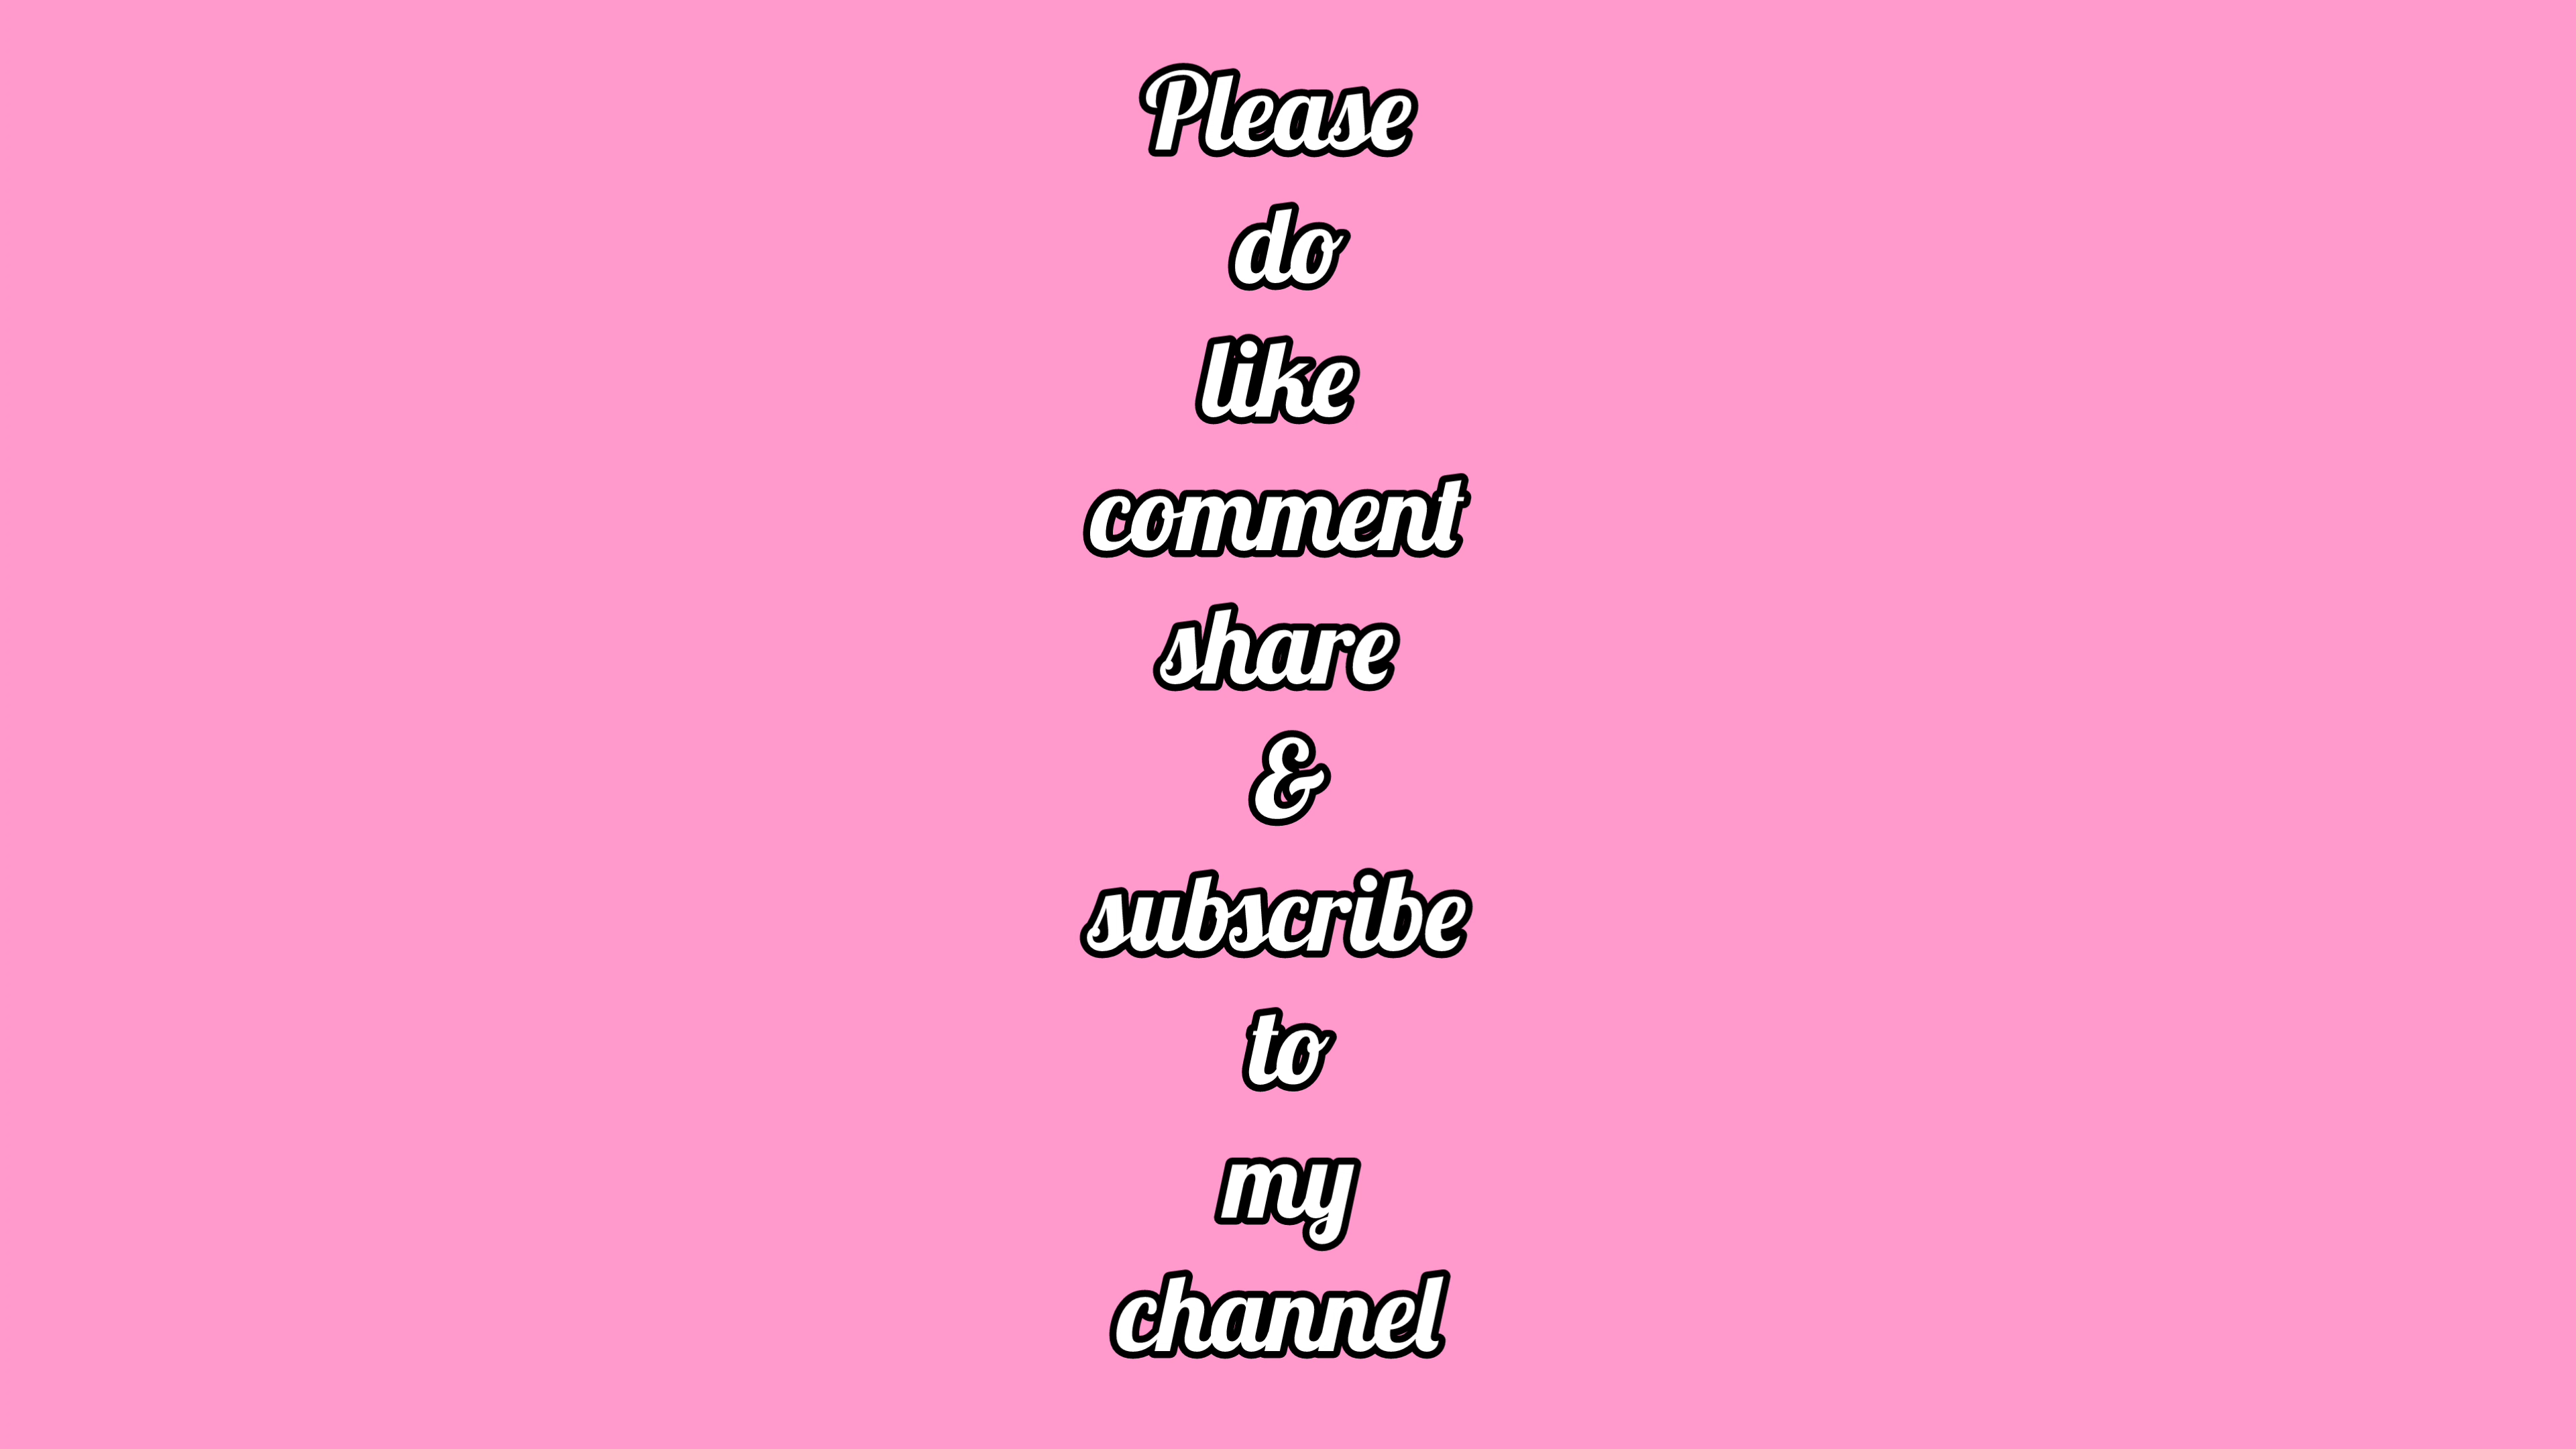 Please
do
like
comment
share
&
subscribe
to
my
channel